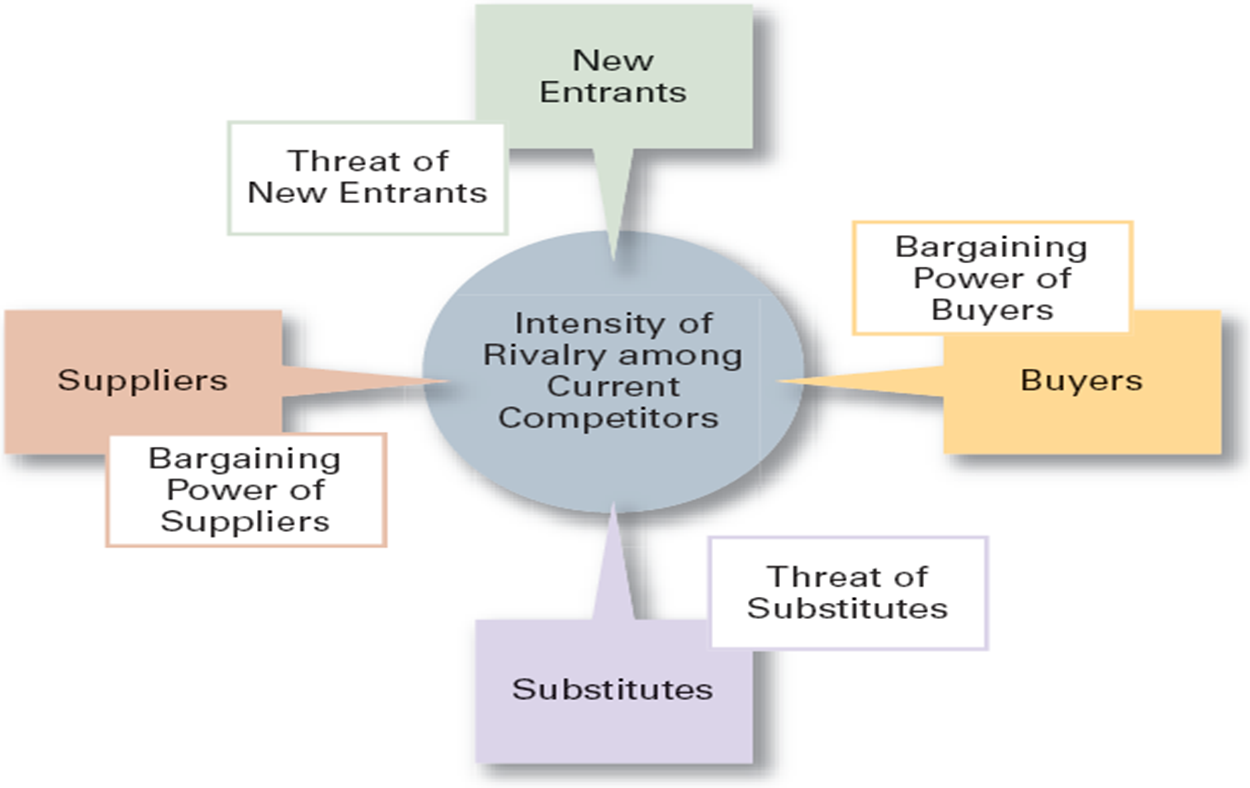 New
Entrants
Threat of
New Entrants
Bargaining
Power of
Buyers
Intensity of
Rivalry among
Current
Competitors
Suppliers
Buyers
Bargaining
Power of
Suppliers
Threat of
Substitutes
Substitutes